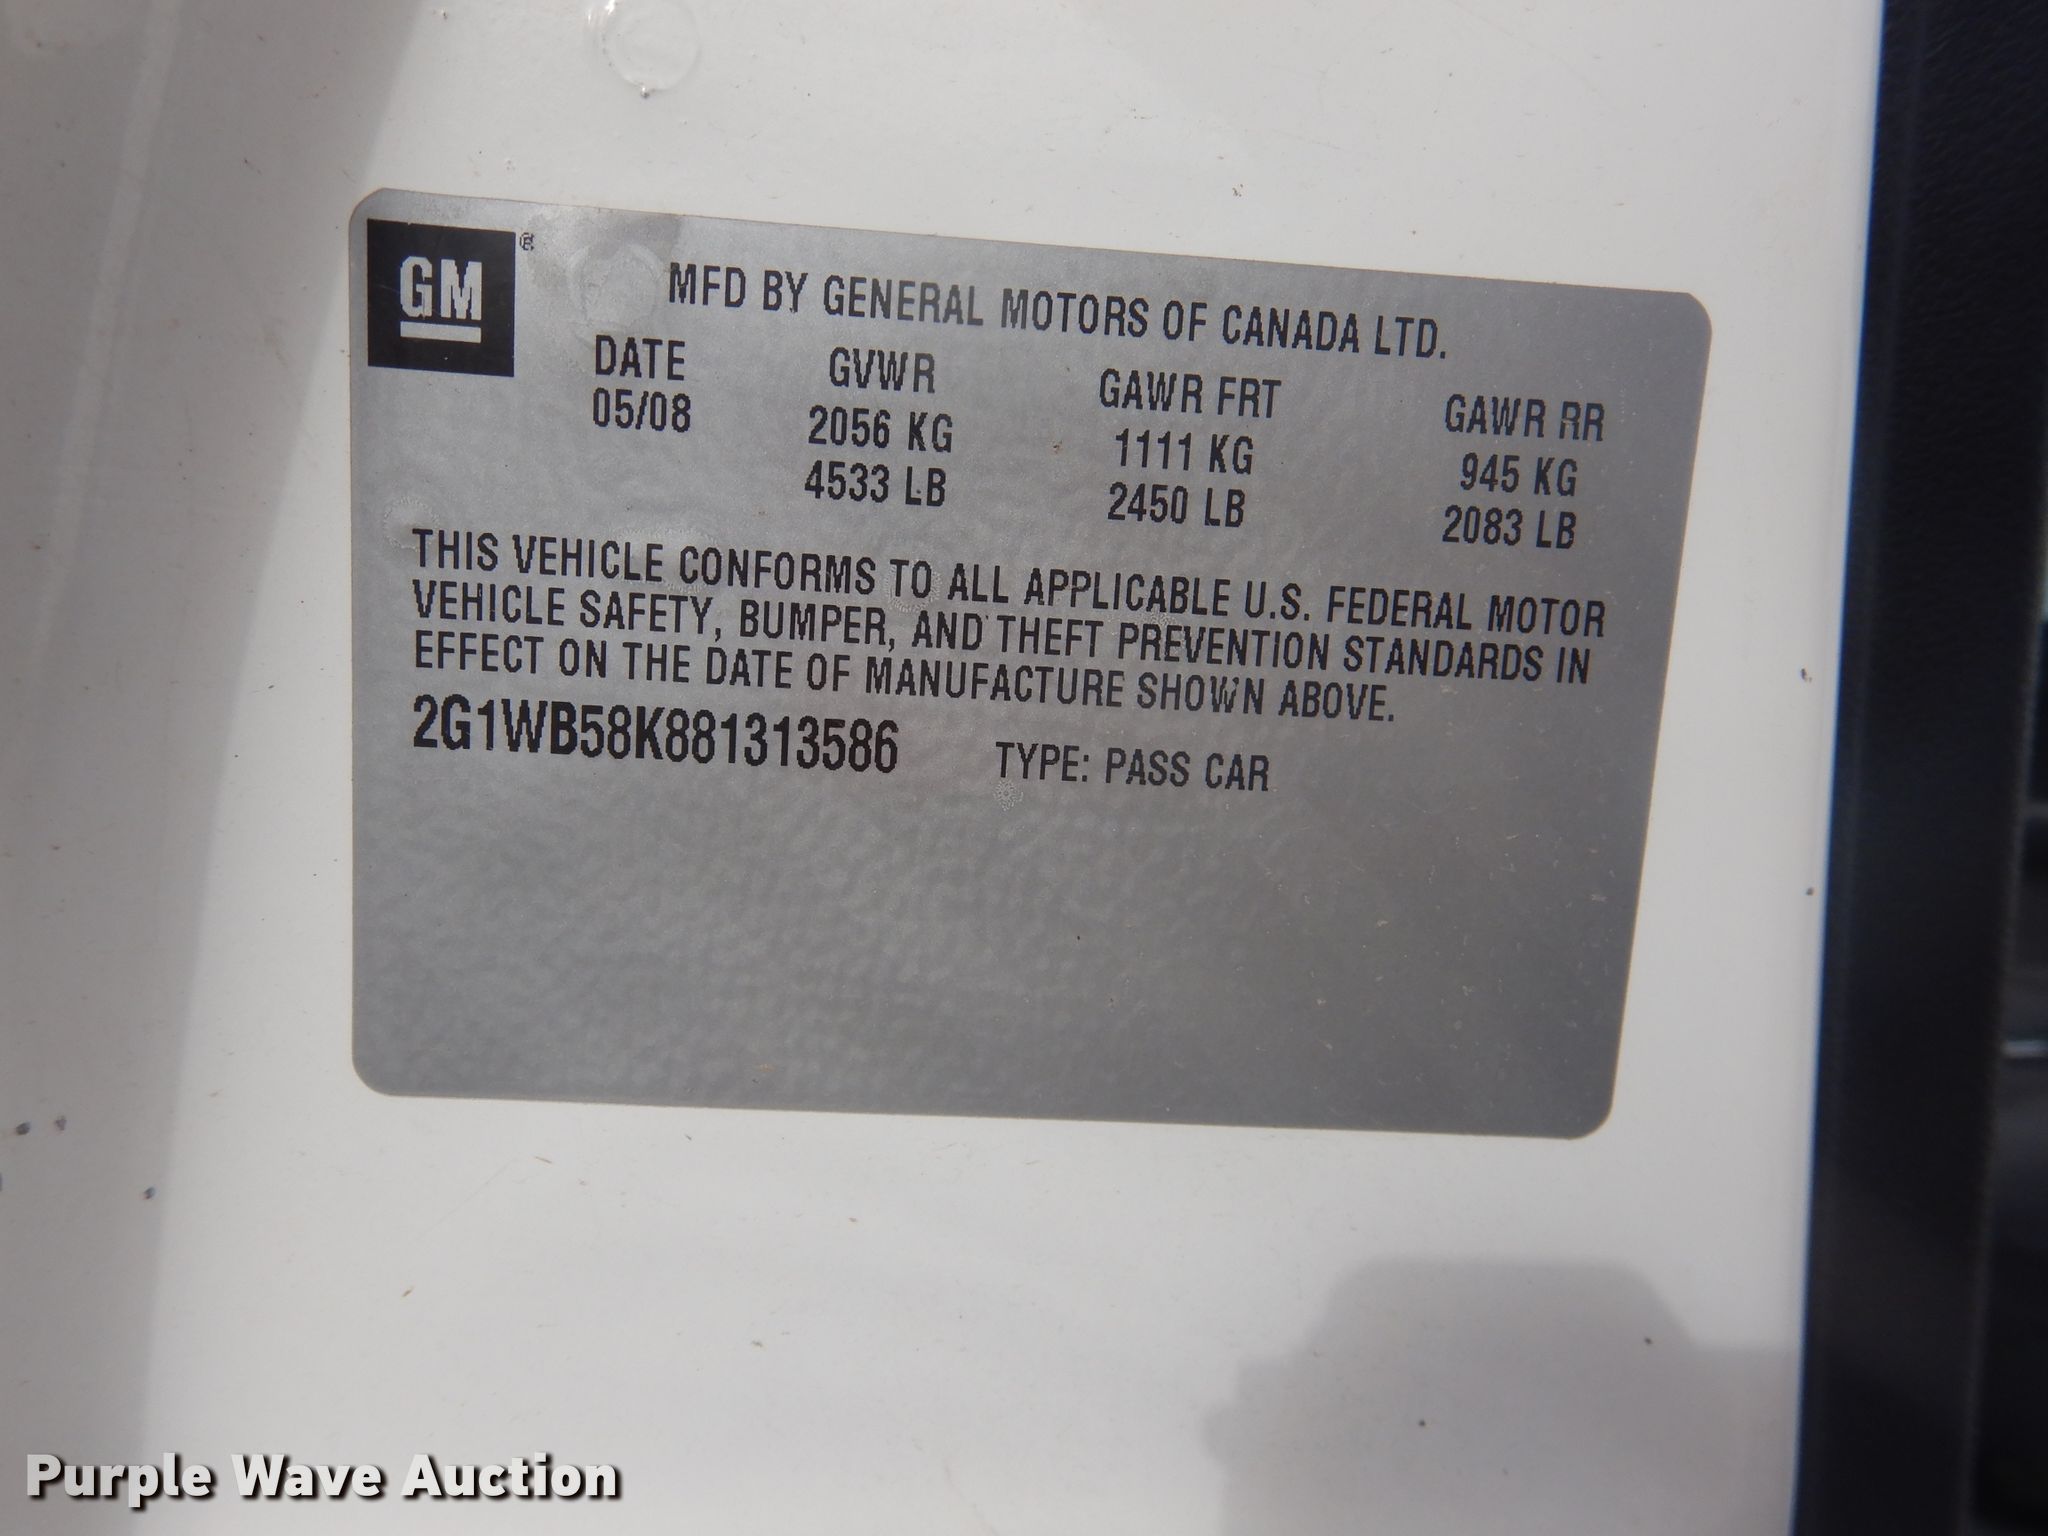 GM®
MFD BY GENERAL MOTORS OF CANADA LTD.
DATE GVWR GAWR FRT GAWR RR
05/08 2056 KG 1111 KG 945 KG
4533 LB 2450 LB 2083 LB
THIS VEHICLE CONFORMS TO ALL APPLICABLE U.S. FEDERAL MOTOR
VEHICLE SAFETY, BUMPER, AND THEFT PREVENTION STANDARDS IN
EFFECT ON THE DATE OF MANUFACTURE SHOWN ABOVE.
2G1WB58K881313586 TYPE: PASS CAR
Purple Wave Auction